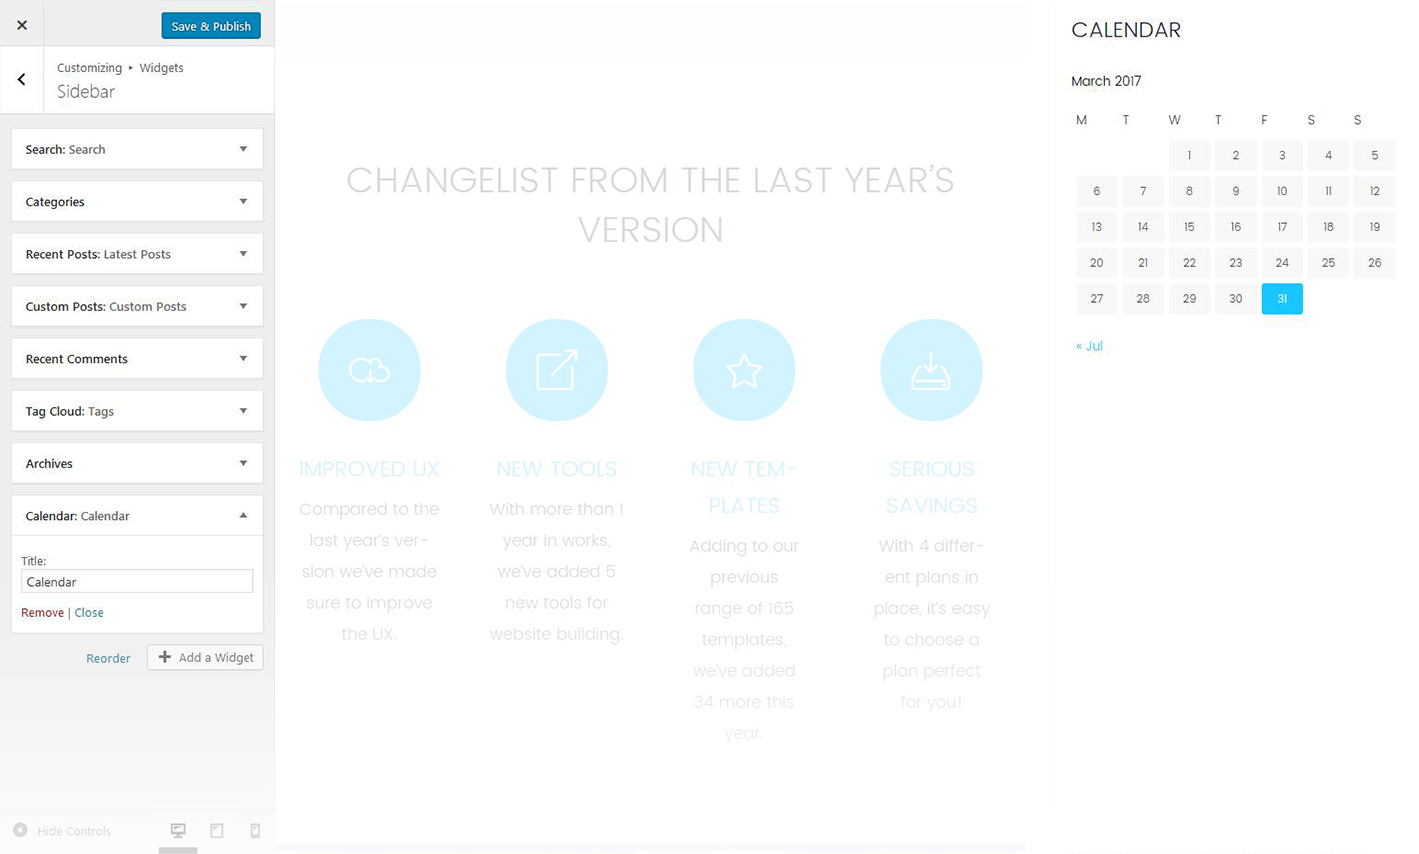 Save & Publish
Customizing ▸ Widgets
Sidebar
Search: Search
Categories
Recent Posts: Latest Posts
Custom Posts: Custom Posts
Recent Comments
Tag Cloud: Tags
Archives
Calendar: Calendar
Title:
Calendar
Remove | Close
Reorder
Add a Widget
Hide Controls
CHANGELIST FROM THE LAST YEAR’S
VERSION
IMPROVED UX
Compared to the
last year’s ver-
sion we’ve made
sure to improve
the UX.
NEW TOOLS
With more than 1
year in works,
we’ve added 5
new tools for
website building.
NEW TEM-
PLATES
Adding to our
previous
range of 165
templates,
we’ve added
34 more this
year.
SERIOUS
SAVINGS
With 4 differ-
ent plans in
place, it’s easy
to choose a
plan perfect
for you!
CALENDAR
March 2017
M T W T F S S
1 2 3 4 5
6 7 8 9 10 11 12
13 14 15 16 17 18 19
20 21 22 23 24 25 26
27 28 29 30 31
« Jul